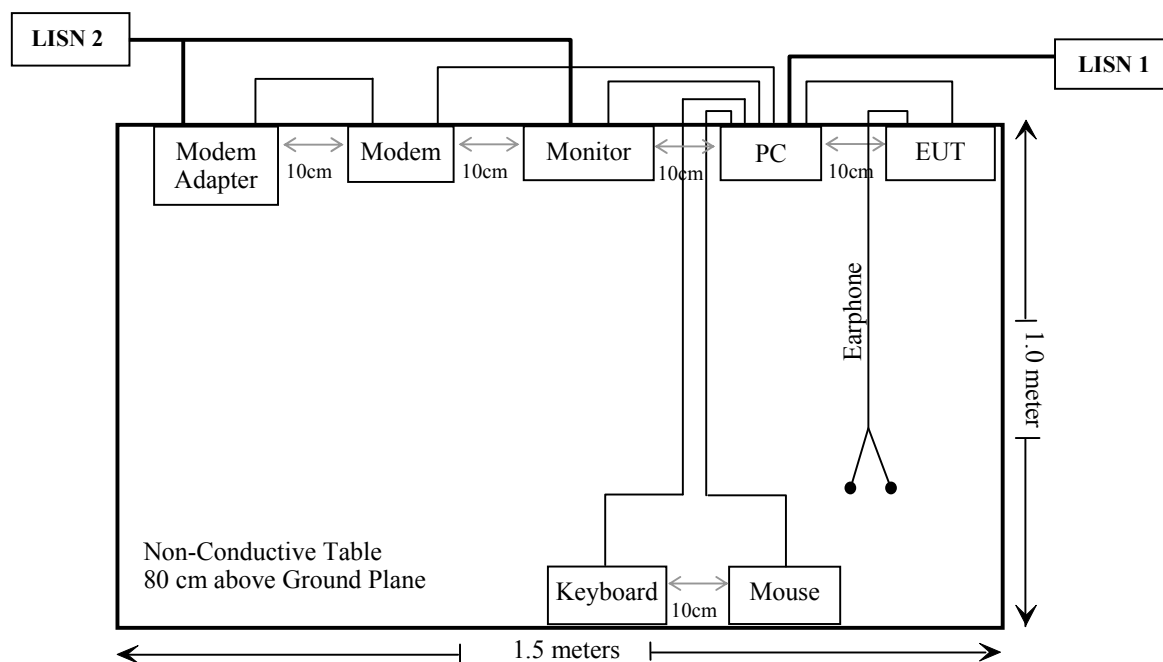 LISN 2
LISN 1
Modem
Adapter
10cm
Modem
10cm
Monitor
10cm
PC
10cm
EUT
Earphone
1.0 meter
Non-Conductive Table
80 cm above Ground Plane
Keyboard
10cm
Mouse
1.5 meters